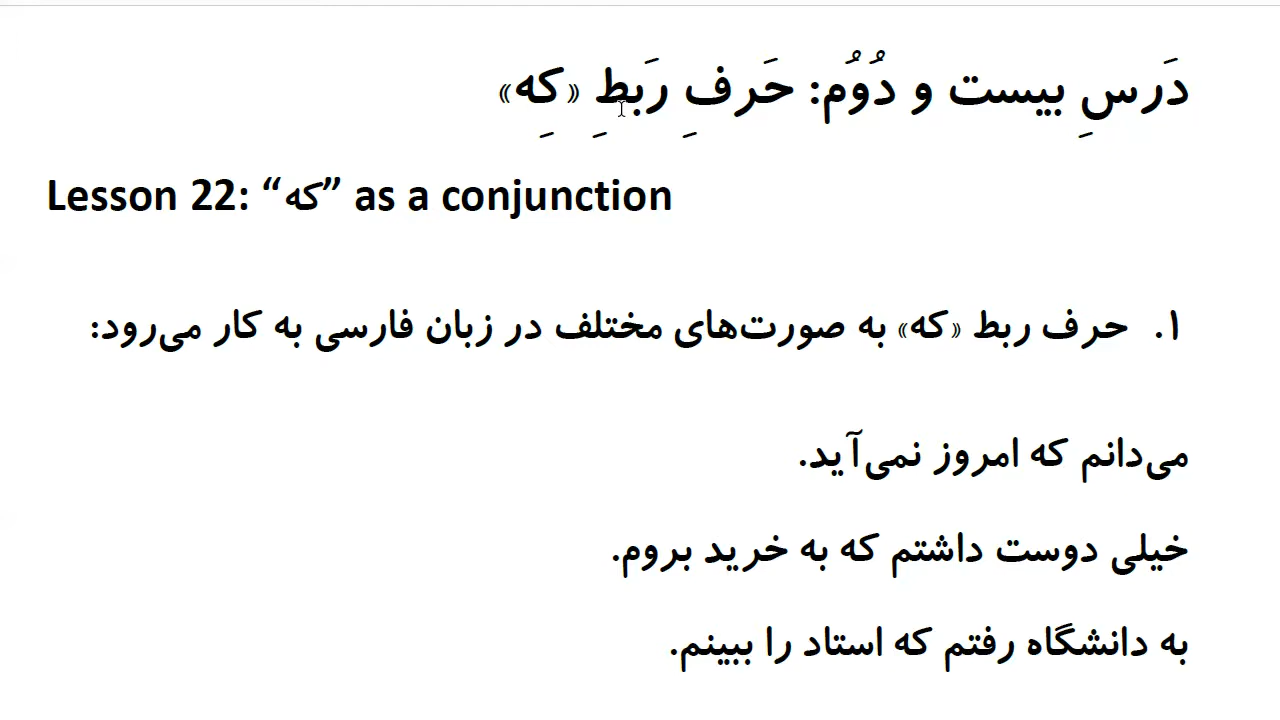 دَرسِ بیست و دُوُم: حَرفِ رَبطِ «کِه»
Lesson 22: “که” as a conjunction
۱. حرف ربط «که» به صورت‌های مختلف در زبان فارسی به کار می‌رود:
می‌دانم که امروز نمی‌آید.
خیلی دوست داشتم که به خرید بروم.
به دانشگاه رفتم که استاد را ببینم.